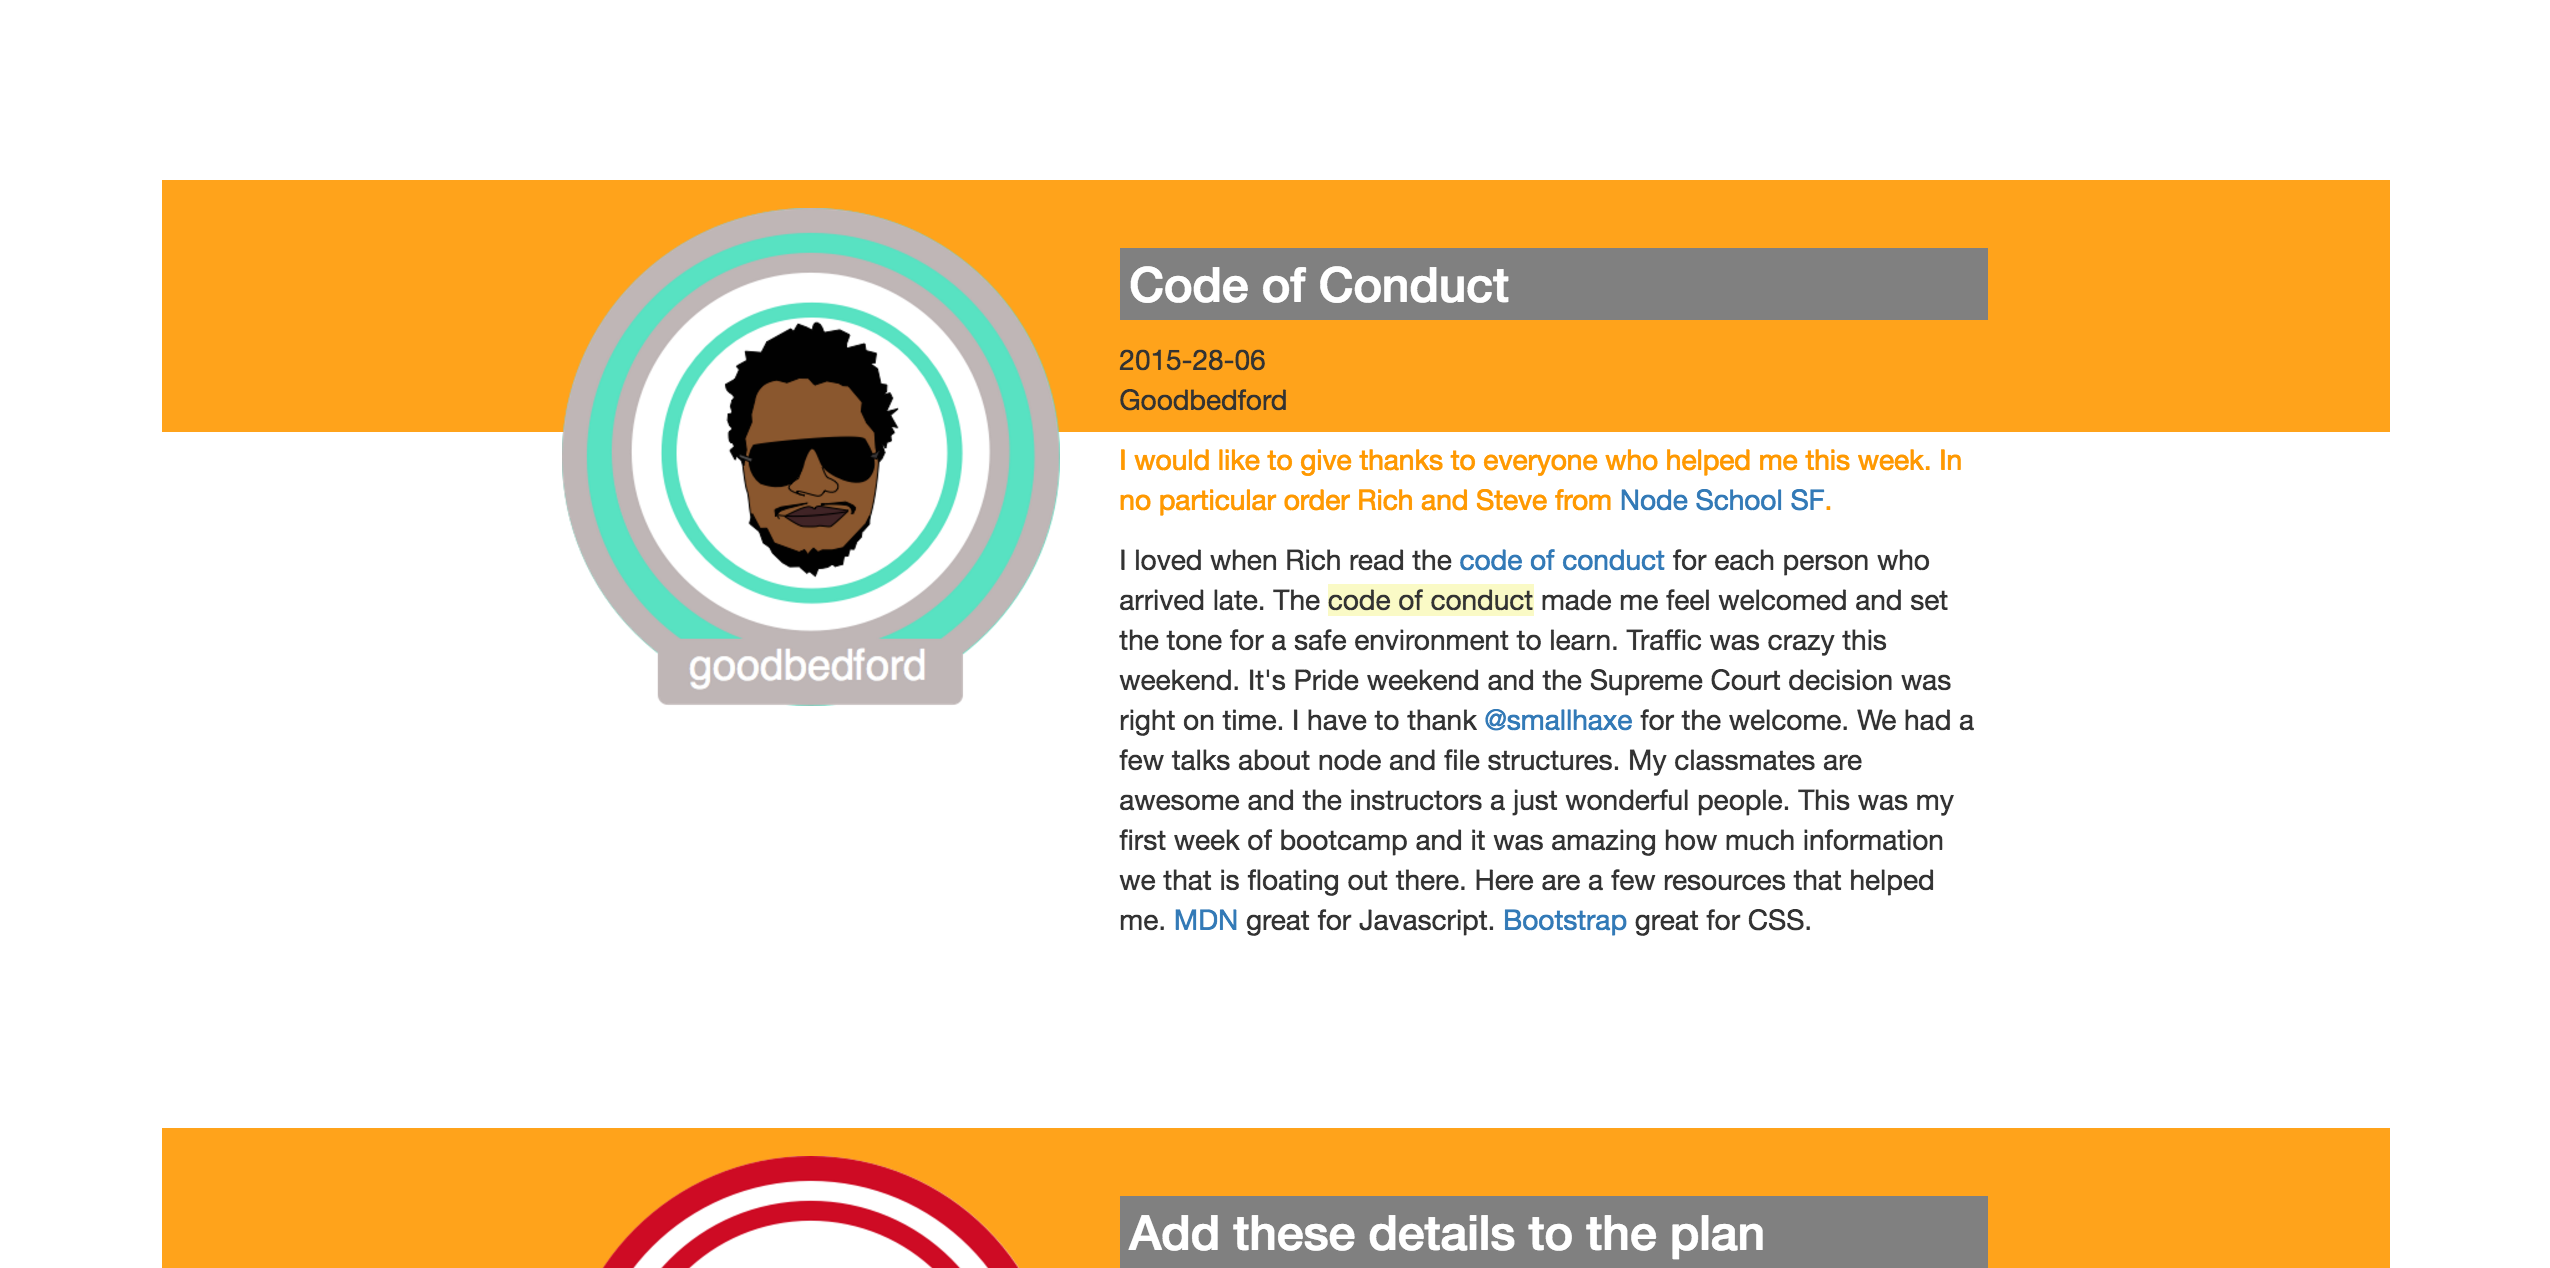 goodbedford
Code of Conduct
2015-28-06
Goodbedford
I would like to give thanks to everyone who helped me this week. In
no particular order Rich and Steve from Node School SF.
I loved when Rich read the code of conduct for each person who
arrived late. The code of conduct made me feel welcomed and set
the tone for a safe environment to learn. Traffic was crazy this
weekend. It's Pride weekend and the Supreme Court decision was
right on time. I have to thank @smallhaxe for the welcome. We had a
few talks about node and file structures. My classmates are
awesome and the instructors a just wonderful people. This was my
first week of bootcamp and it was amazing how much information
we that is floating out there. Here are a few resources that helped
me. MDN great for Javascript. Bootstrap great for CSS.
Add these details to the plan